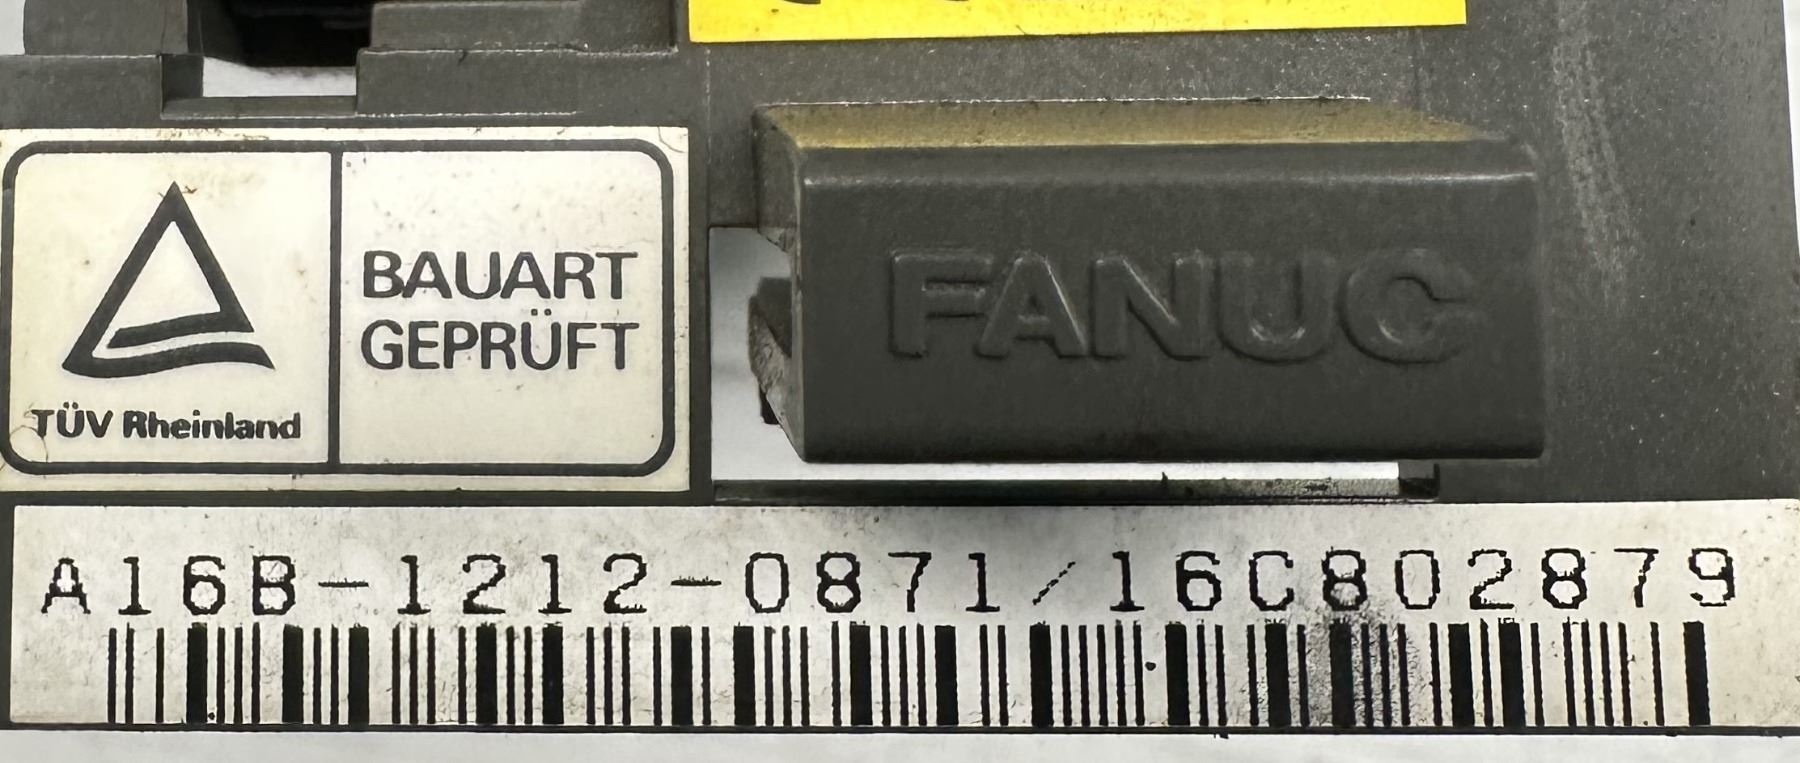 BAUART
GEPRÜFT
TÜV Rheinland
FANUC
A16B-1212-0871/16C802879